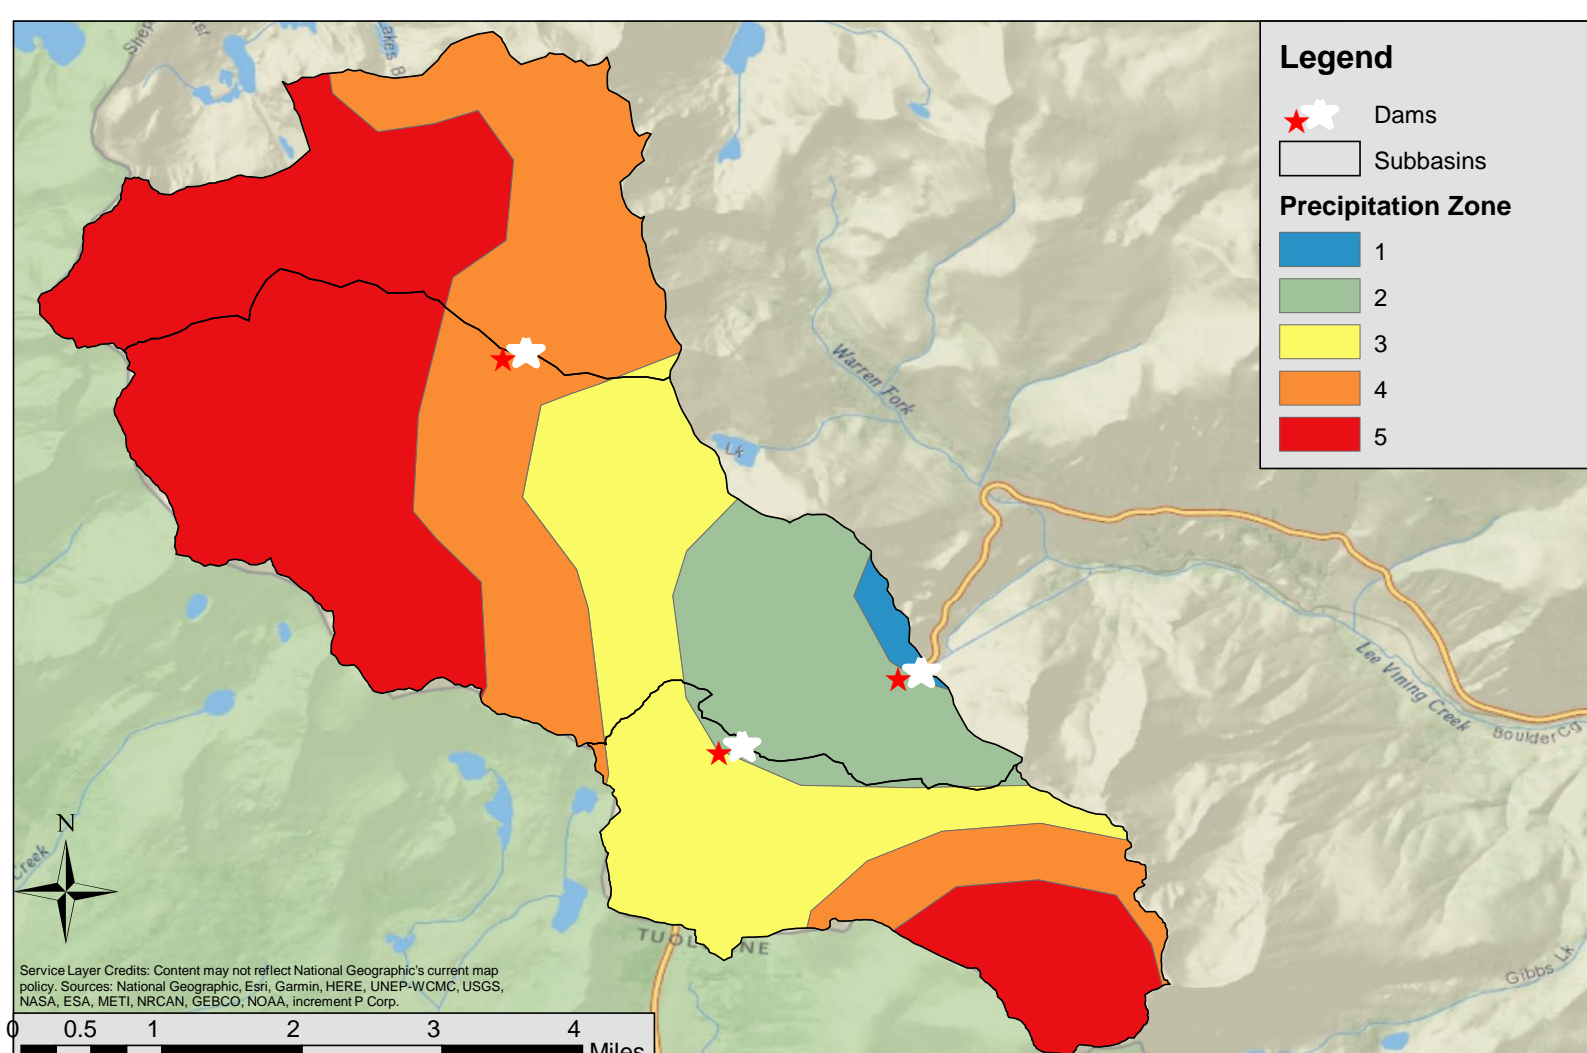 Legend
Dams
Subbasins
Precipitation Zone
1
2
3
4
5
akes B
Warren Fork
Lk
Lee Vining Creek
Boulder Cg
Gibbs Lk
TUOL NE
Creek
N
Service Layer Credits: Content may not reflect National Geographic's current map
policy. Sources: National Geographic, Esri, Garmin, HERE, UNEP-WCMC, USGS,
NASA, ESA, METI, NRCAN, GEBCO, NOAA, increment P Corp.
0 0.5 1 2 3 4
Miles